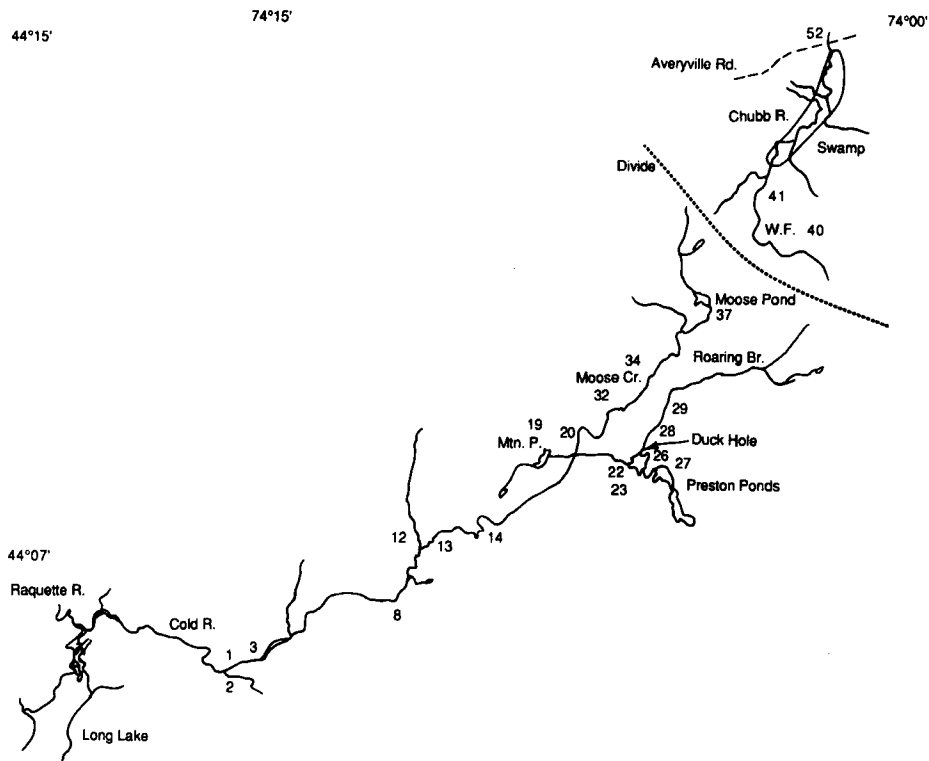 74°15'
74°00'
44°15'
52
Averyville Rd.
Chubb R.
Swamp
Divide
41
W.F. 40
Moose Pond
37
Roaring Br.
34
Moose Cr.
32
29
19
20
28
Duck Hole
Mtn. P.
26
27
22
23
Preston Ponds
12
13
14
44°07'
Raquette R.
8
Cold R.
1
3
2
Long Lake